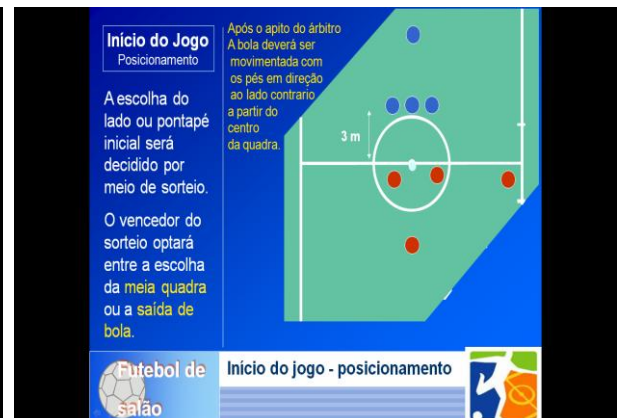 Início do Jogo
Posicionamento
A escolha do
lado ou pontapé
inicial será
decidido por
meio de sorteio.
O vencedor do
sorteio optará
entre a escolha
da meia quadra
ou a saída de
bola.
Após o apito do árbitro
A bola deverá ser
movimentada com
os pés em direção
ao lado contrario
a partir do
centro
da quadra.
3 m
Futebol de
salão
Início do jogo - posicionamento